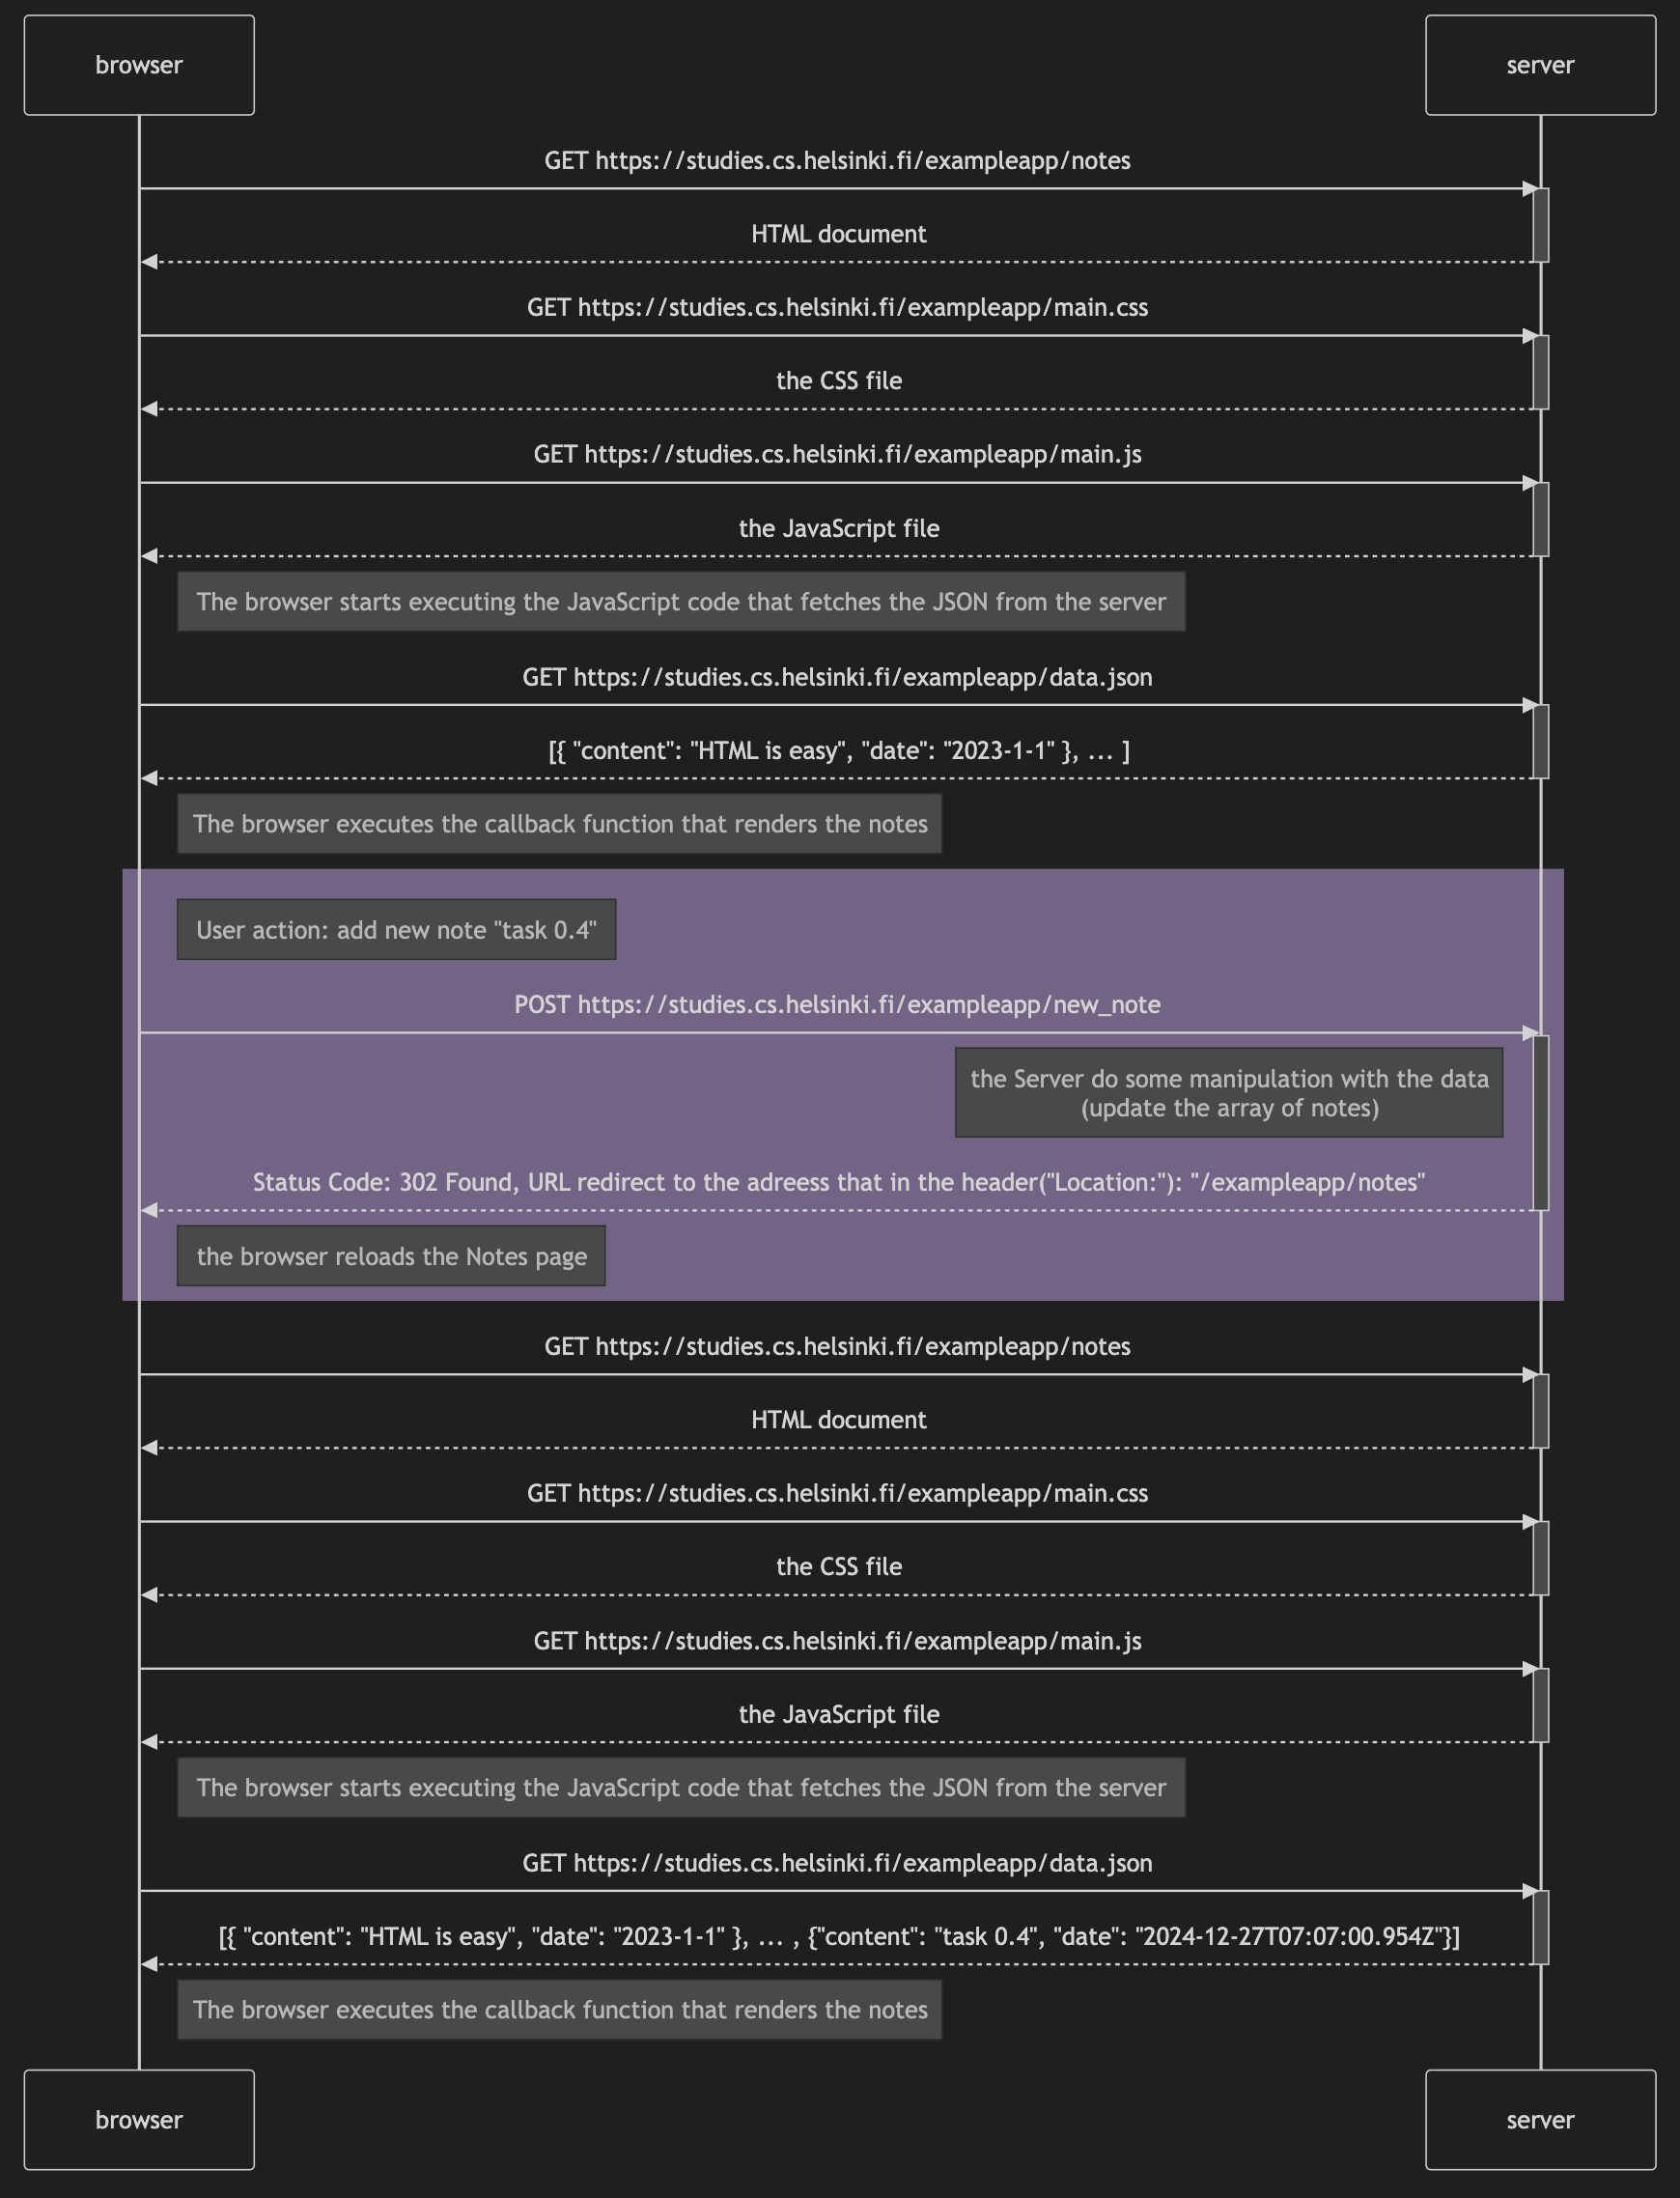 browser
server
GET https://studies.cs.helsinki.fi/exampleapp/notes
HTML document
GET https://studies.cs.helsinki.fi/exampleapp/main.css
the CSS file
GET https://studies.cs.helsinki.fi/exampleapp/main.js
the JavaScript file
The browser starts executing the JavaScript code that fetches the JSON from the server
GET https://studies.cs.helsinki.fi/exampleapp/data.json
[{ "content": "HTML is easy", "date": "2023-1-1" }, ... ]
The browser executes the callback function that renders the notes
User action: add new note "task 0.4"
POST https://studies.cs.helsinki.fi/exampleapp/new_note
the Server do some manipulation with the data
(update the array of notes)
Status Code: 302 Found, URL redirect to the adreess that in the header("Location:"): "/exampleapp/notes"
the browser reloads the Notes page
GET https://studies.cs.helsinki.fi/exampleapp/notes
HTML document
GET https://studies.cs.helsinki.fi/exampleapp/main.css
the CSS file
GET https://studies.cs.helsinki.fi/exampleapp/main.js
the JavaScript file
The browser starts executing the JavaScript code that fetches the JSON from the server
GET https://studies.cs.helsinki.fi/exampleapp/data.json
[{ "content": "HTML is easy", "date": "2023-1-1" }, ... , {"content": "task 0.4", "date": "2024-12-27T07:07:00.954Z"}]
The browser executes the callback function that renders the notes
browser
server